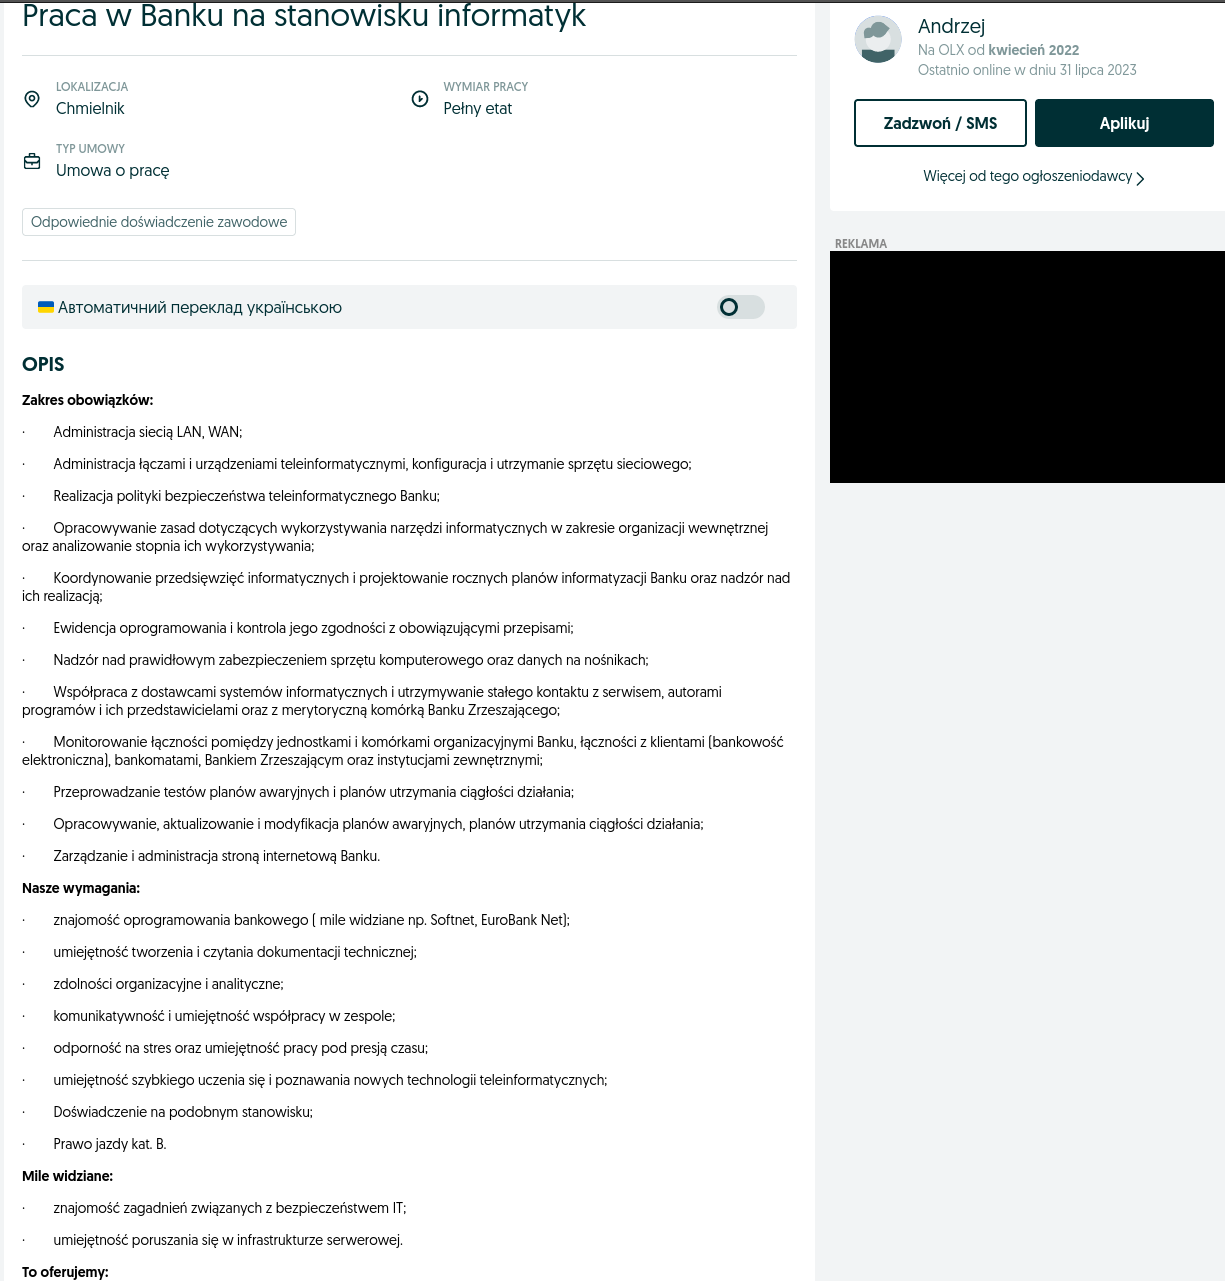 Praca w Banku na stanowisku informatyk
LOKALIZACJA
Chmielnik
WYMIAR PRACY
Pełny etat
TYP UMOWY
Umowa o pracę
Odpowiednie doświadczenie zawodowe
Автоматичний переклад українською
OPIS
Zakres obowiązków:
· Administracja siecią LAN, WAN;
· Administracja łączami i urządzeniami teleinformatycznymi, konfiguracja i utrzymanie sprzętu sieciowego;
· Realizacja polityki bezpieczeństwa teleinformatycznego Banku;
· Opracowywanie zasad dotyczących wykorzystywania narzędzi informatycznych w zakresie organizacji wewnętrznej
oraz analizowanie stopnia ich wykorzystywania;
· Koordynowanie przedsięwzięć informatycznych i projektowanie rocznych planów informatyzacji Banku oraz nadzór nad
ich realizacją;
· Ewidencja oprogramowania i kontrola jego zgodności z obowiązującymi przepisami;
· Nadzór nad prawidłowym zabezpieczeniem sprzętu komputerowego oraz danych na nośnikach;
· Współpraca z dostawcami systemów informatycznych i utrzymywanie stałego kontaktu z serwisem, autorami
programów i ich przedstawicielami oraz z merytoryczną komórką Banku Zrzeszającego;
· Monitorowanie łączności pomiędzy jednostkami i komórkami organizacyjnymi Banku, łączności z klientami (bankowość
elektroniczna), bankomatami, Bankiem Zrzeszającym oraz instytucjami zewnętrznymi;
· Przeprowadzanie testów planów awaryjnych i planów utrzymania ciągłości działania;
· Opracowywanie, aktualizowanie i modyfikacja planów awaryjnych, planów utrzymania ciągłości działania;
· Zarządzanie i administracja stroną internetową Banku.
Nasze wymagania:
· znajomość oprogramowania bankowego ( mile widziane np. Softnet, EuroBank Net);
· umiejętność tworzenia i czytania dokumentacji technicznej;
· zdolności organizacyjne i analityczne;
· komunikatywność i umiejętność współpracy w zespole;
· odporność na stres oraz umiejętność pracy pod presją czasu;
· umiejętność szybkiego uczenia się i poznawania nowych technologii teleinformatycznych;
· Doświadczenie na podobnym stanowisku;
· Prawo jazdy kat. B.
Mile widziane:
· znajomość zagadnień związanych z bezpieczeństwem IT;
· umiejętność poruszania się w infrastrukturze serwerowej.
To oferujemy:
Andrzej
Na OLX od kwiecień 2022
Ostatnio online w dniu 31 lipca 2023
Zadzwoń / SMS
Aplikuj
Więcej od tego ogłoszeniodawcy
REKLAMA